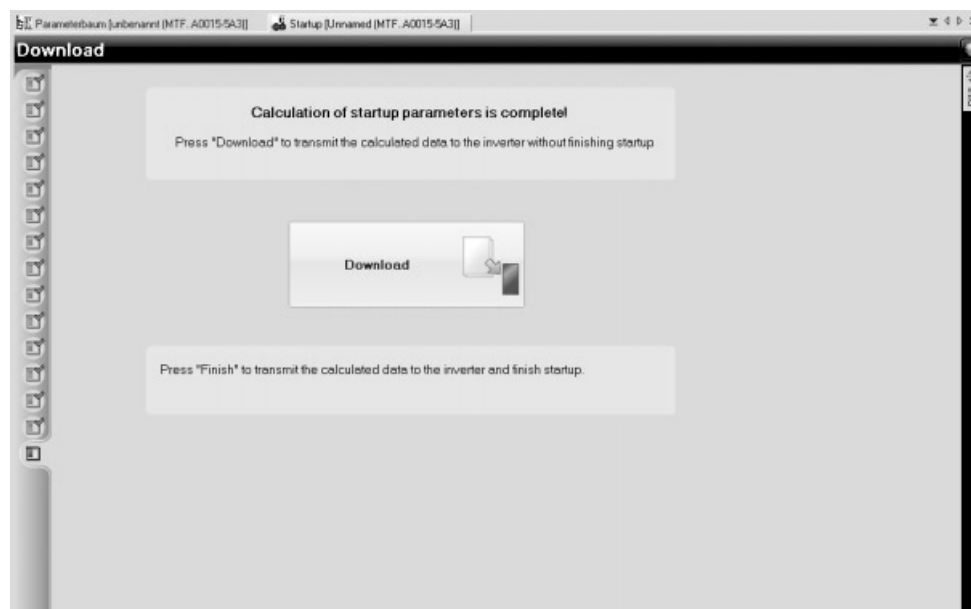 Parameterbaum [unbenannt (MTF..A0015-5A3)]
Startup [Unnamed (MTF..A0015-5A3)]
Download
Calculation of startup parameters is complete!
Press "Download" to transmit the calculated data to the inverter without finishing startup
Download
Press "Finish" to transmit the calculated data to the inverter and finish startup.